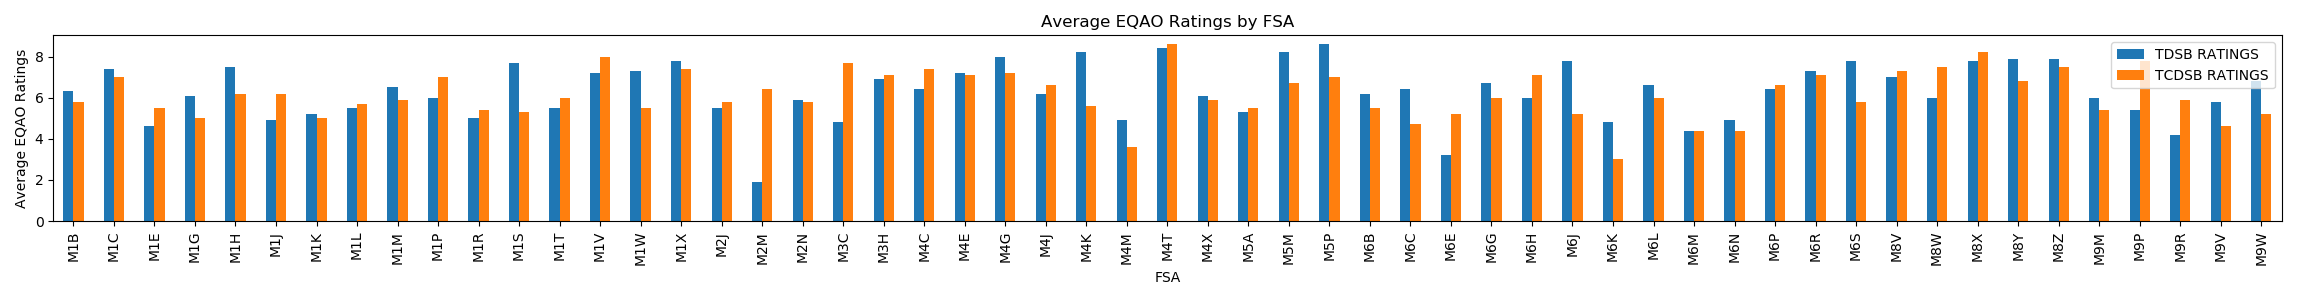 Average EQAO Ratings by FSA
Average EQAO Ratings
8
6
4
2
0
TDSB RATINGS
TCDSB RATINGS
M1B M1C M1E M1G M1H M1J M1K M1L M1M M1P M1R M1S M1T M1V M1W M1X M2J M2M M2N M3C M3H M4C M4E M4G M4J M4K M4M M4T M4X M5A M5M M5P M6B M6C M6E M6G M6H M6J M6K M6L M6M M6N M6P M6R M6S M8V M8W M8X M8Y M8Z M9M M9P M9R M9V M9W
FSA